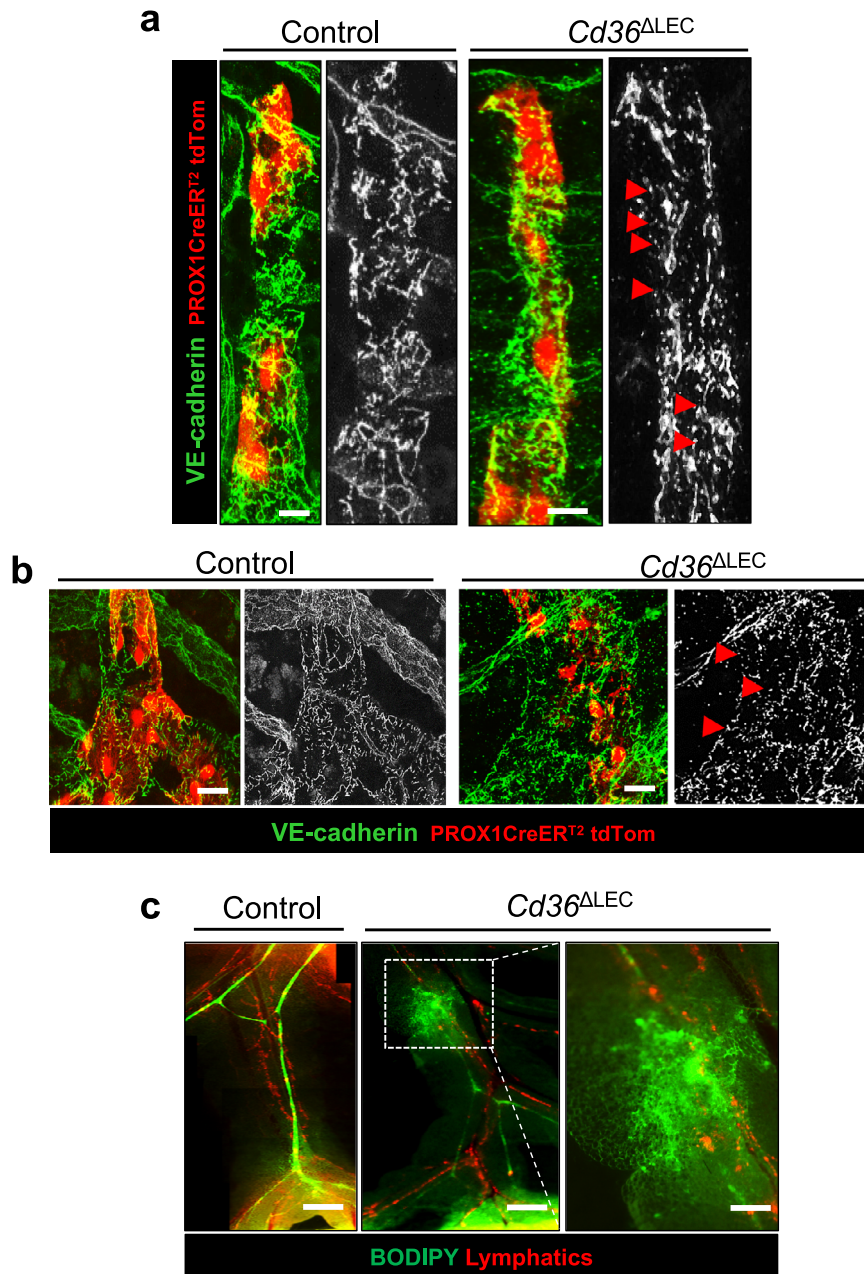 a
Control
Cd36ΔLEC
VE-cadherin PROX1CreERT2 tdTom
b
Control
Cd36ΔLEC
VE-cadherin PROX1CreERT2 tdTom
c
Control
Cd36ΔLEC
BODIPY Lymphatics